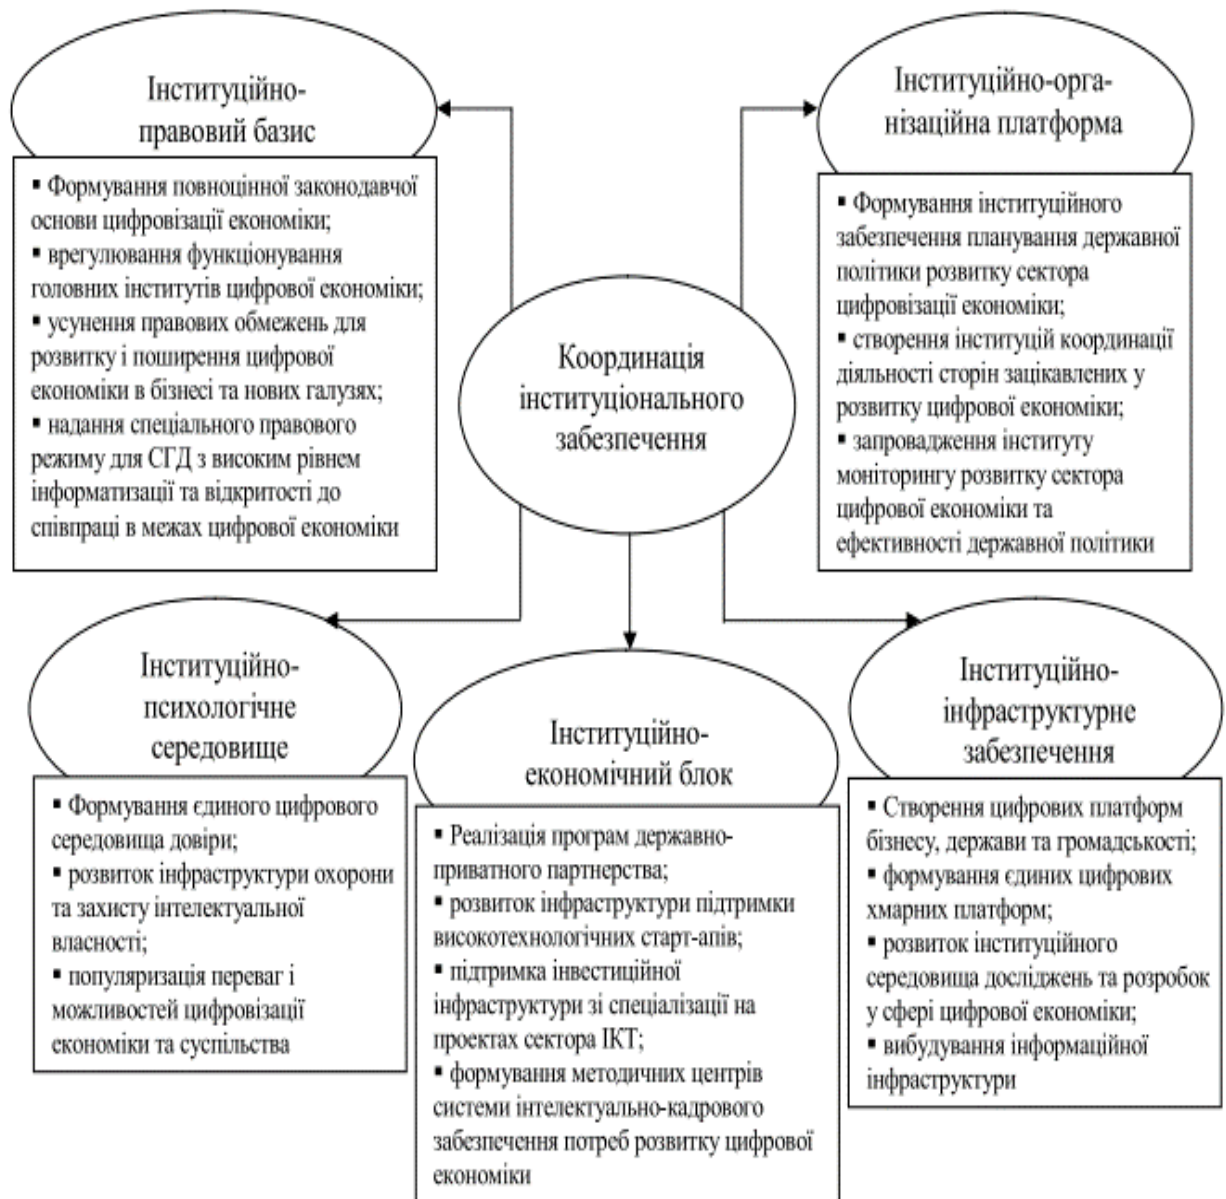 Інституційно-
правовий базис
▪ Формування повноцінної законодавчої
основи цифровізації економіки;
▪ врегулювання функціонування
головних інститутів цифрової економіки;
▪ усунення правових обмежень для
розвитку і поширення цифрової
економіки в бізнесі та нових галузях;
▪ надання спеціального правового
режиму для СГД з високим рівнем
інформатизації та відкритості до
співпраці в межах цифрової економіки
Інституційно-орга-
нізаційна платформа
▪ Формування інституційного
забезпечення планування державної
політики розвитку сектора
цифровізації економіки;
▪ створення інституцій координації
діяльності сторін зацікавлених у
розвитку цифрової економіки;
▪ запровадження інституту
моніторингу розвитку сектора
цифрової економіки та
ефективності державної політики
Координація
інституціонального
забезпечення
Інституційно-
психологічне
середовище
▪ Формування єдиного цифрового
середовища довіри;
▪ розвиток інфраструктури охорони
та захисту інтелектуальної
власності;
▪ популяризація переваг і
можливостей цифровізації
економіки та суспільства
Інституційно-
економічний блок
▪ Реалізація програм державно-
приватного партнерства;
▪ розвиток інфраструктури підтримки
високотехнологічних старт-апів;
▪ підтримка інвестиційної
інфраструктури зі спеціалізації на
проектах сектора ІКТ;
▪ формування методичних центрів
системи інтелектуально-кадрового
забезпечення потреб розвитку цифрової
економіки
Інституційно-
інфраструктурне
забезпечення
▪ Створення цифрових платформ
бізнесу, держави та громадськості;
▪ формування єдиних цифрових
хмарних платформ;
▪ розвиток інституційного
середовища досліджень та розробок
у сфері цифрової економіки;
▪ вибудування інформаційної
інфраструктури